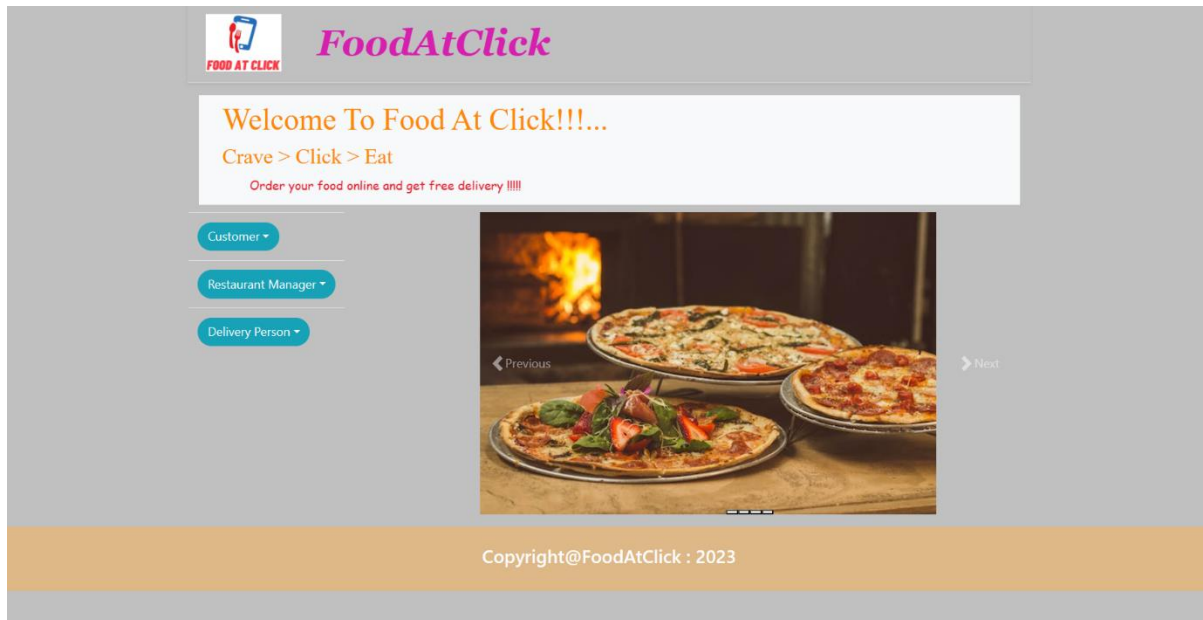 FOOD AT CLICK
FoodAtClick
Welcome To Food At Click!!!...
Crave > Click > Eat
Order your food online and get free delivery !!!!!
Customer
Restaurant Manager
Delivery Person
Previous
Next
Copyright@FoodAtClick : 2023